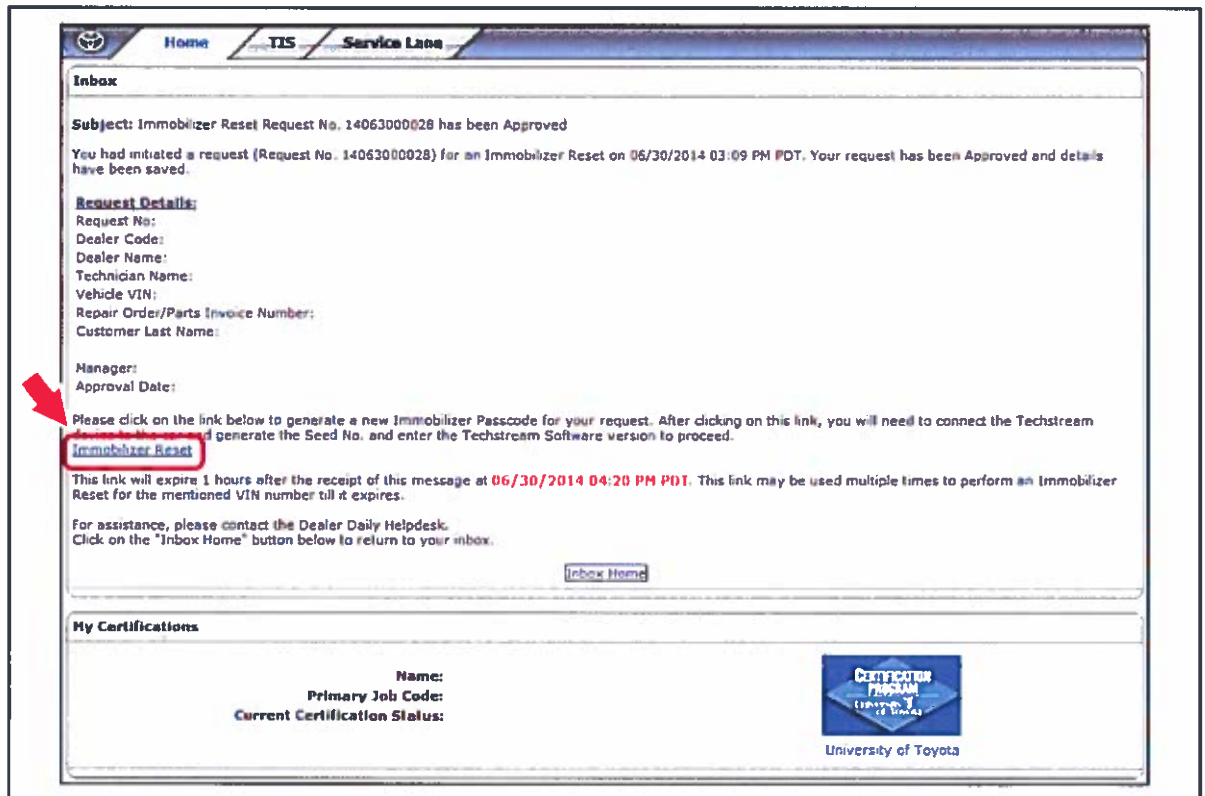 Home TIS Service Lane
Inbox
Subject: Immobilizer Reset Request No. 14063000028 has been Approved
You had initiated a request (Request No. 14063000028) for an Immobilizer Reset on 06/30/2014 03:09 PM PDT. Your request has been Approved and details
have been saved.
Request Details:
Request No:
Dealer Code:
Dealer Name:
Technician Name:
Vehicle VIN:
Repair Order/Parts Invoice Number:
Customer Last Name:
Manager:
Approval Date:
Please click on the link below to generate a new Immobilizer Passcode for your request. After clicking on this link, you will need to connect the Techstream
device to the car and generate the Seed No. and enter the Techstream Software version to proceed.
Immobilizer Reset
This link will expire 1 hours after the receipt of this message at 06/30/2014 04:20 PM PDT. This link may be used multiple times to perform an Immobilizer
Reset for the mentioned VIN number till it expires.
For assistance, please contact the Dealer Daily Helpdesk.
Click on the "Inbox Home" button below to return to your inbox.
Inbox Home
My Certifications
Name:
Primary Job Code:
Current Certification Status:
CERTIFICATION
PROGRAM
University of Toyota